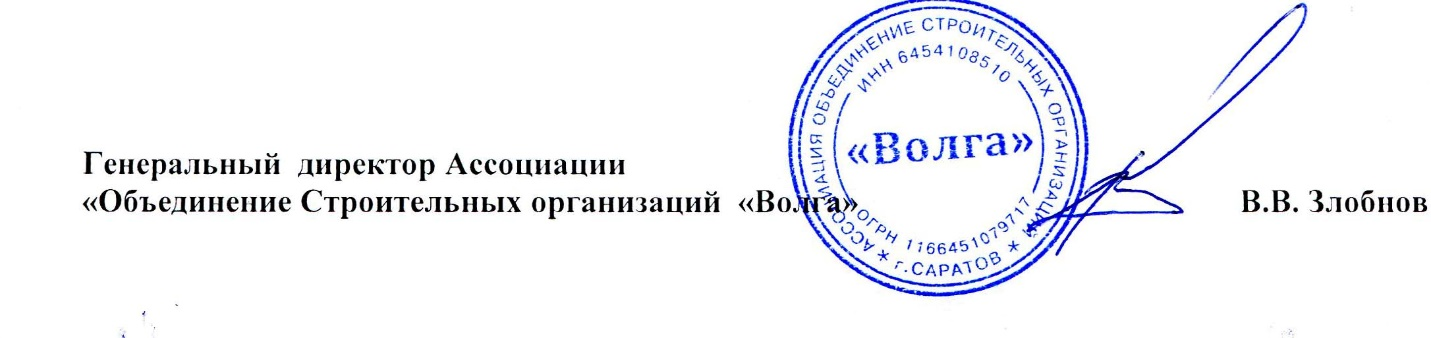 Генеральный директор Ассоциации
«Объединение Строительных организаций «Волга»
В.В. Злобнов
АССОЦИАЦИЯ ОБЪЕДИНЕНИЕ СТРОИТЕЛЬНЫХ ОРГАНИЗАЦИЙ
ИНН 6454108510
«Волга»
ОГРН 1166451079717
* г.САРАТОВ *